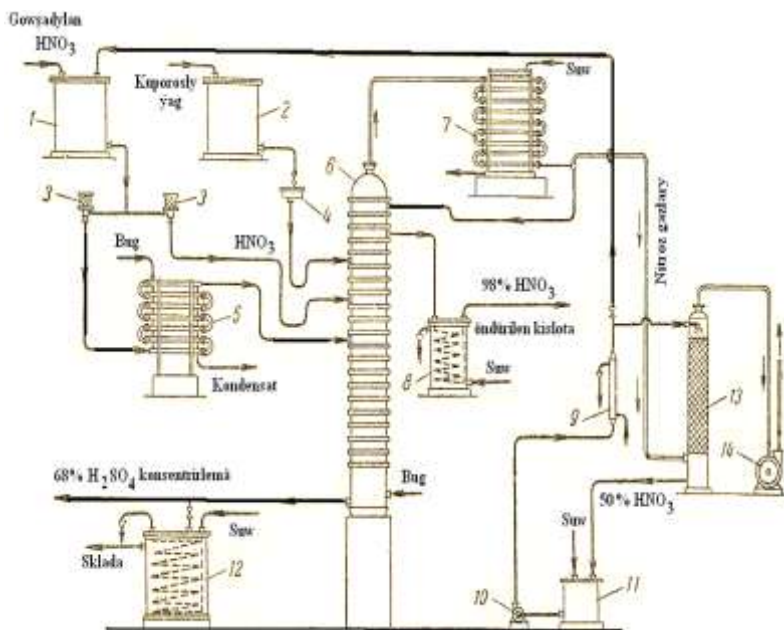 Gowşadylan
HNO3
Kuporosly
ýag
Suw
1
2
7
6
3
3
4
Bug
HNO3
Nitroz gazlary
98% HNO3
5
öndürilen kislota
Kondensat
8
Suw
9
13
14
68% H2SO4 konsentrirlemä
Bug
50% HNO3
Suw
Suw
Sklada
12
10
11